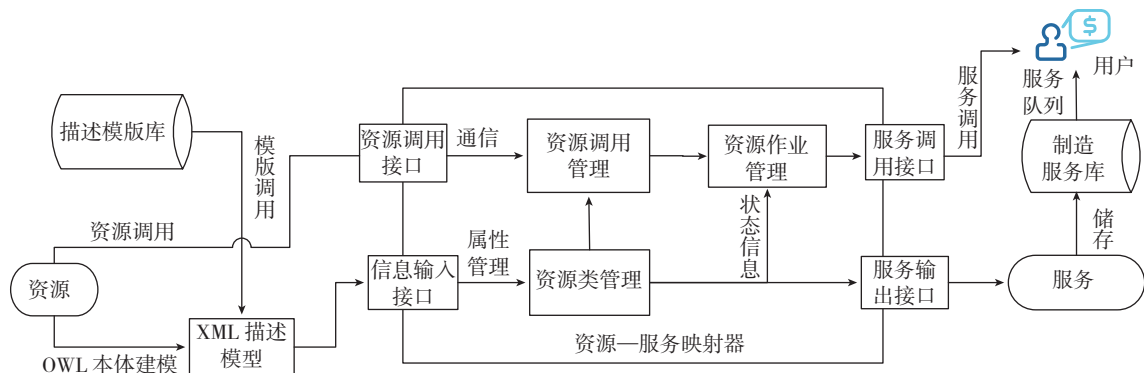 $
用户
服务
队列
服务调用
描述模版库
模版调用
资源调用
接口
通信
资源调用
管理
资源作业
管理
服务调
用接口
制造
服务库
资源调用
属性
管理
状态信息
储存
资源
信息输入
接口
资源类管理
服务输
出接口
服务
XML 描述
模型
OWL 本体建模
资源—服务映射器